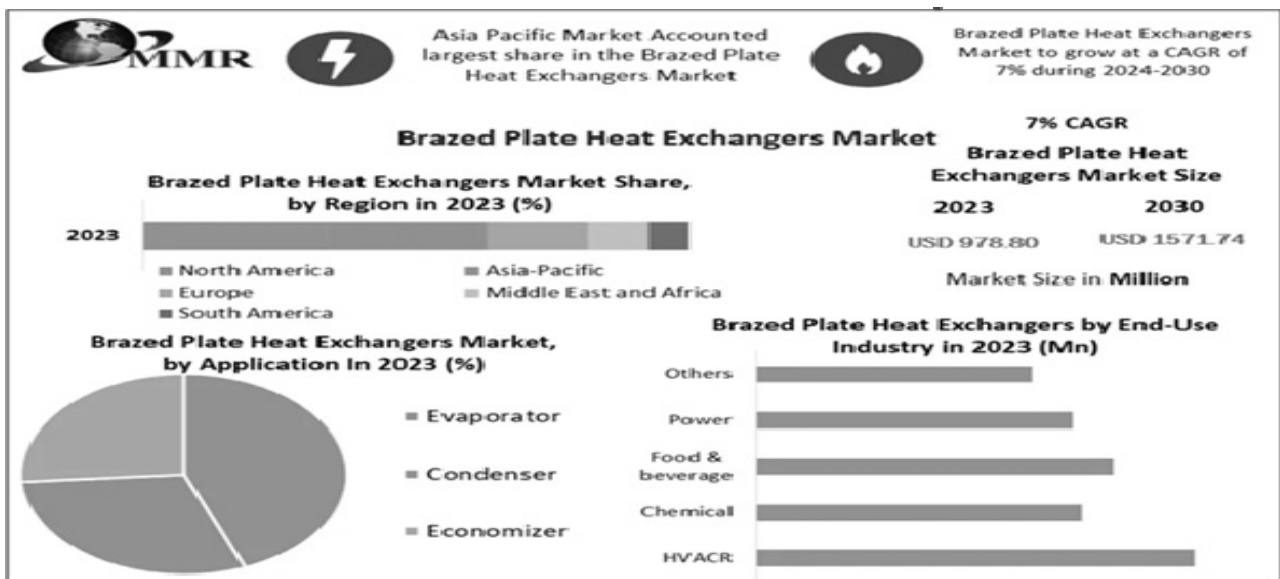 MMR
Asia Pacific Market Accounted
largest share in the Brazed Plate
Heat Exchangers Market
Brazed Plate Heat Exchangers
Market to grow at a CAGR of
7% during 2024-2030
Brazed Plate Heat Exchangers Market
7% CAGR
Brazed Plate Heat
Exchangers Market Size
2023 2030
USD 978.80 USD 1571.74
Market Size in Million
Brazed Plate Heat Exchangers Market Share,
by Region in 2023 (%)
2023
North America Asia-Pacific
Europe Middle East and Africa
South America
Brazed Plate Heat Exchangers Market,
by Application In 2023 (%)
Evaporator
Condenser
Economizer
Brazed Plate Heat Exchangers by End-Use
Industry in 2023 (Mn)
Others
Power
Food &
beverage
Chemical
HVACR